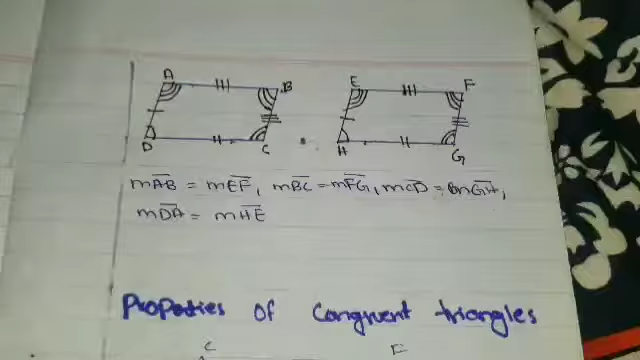 A B E F
D C H G
mAB = mEF, mBC = mFG, mCD = mGH,
mDA = mHE
Properties of congruent triangles
C F